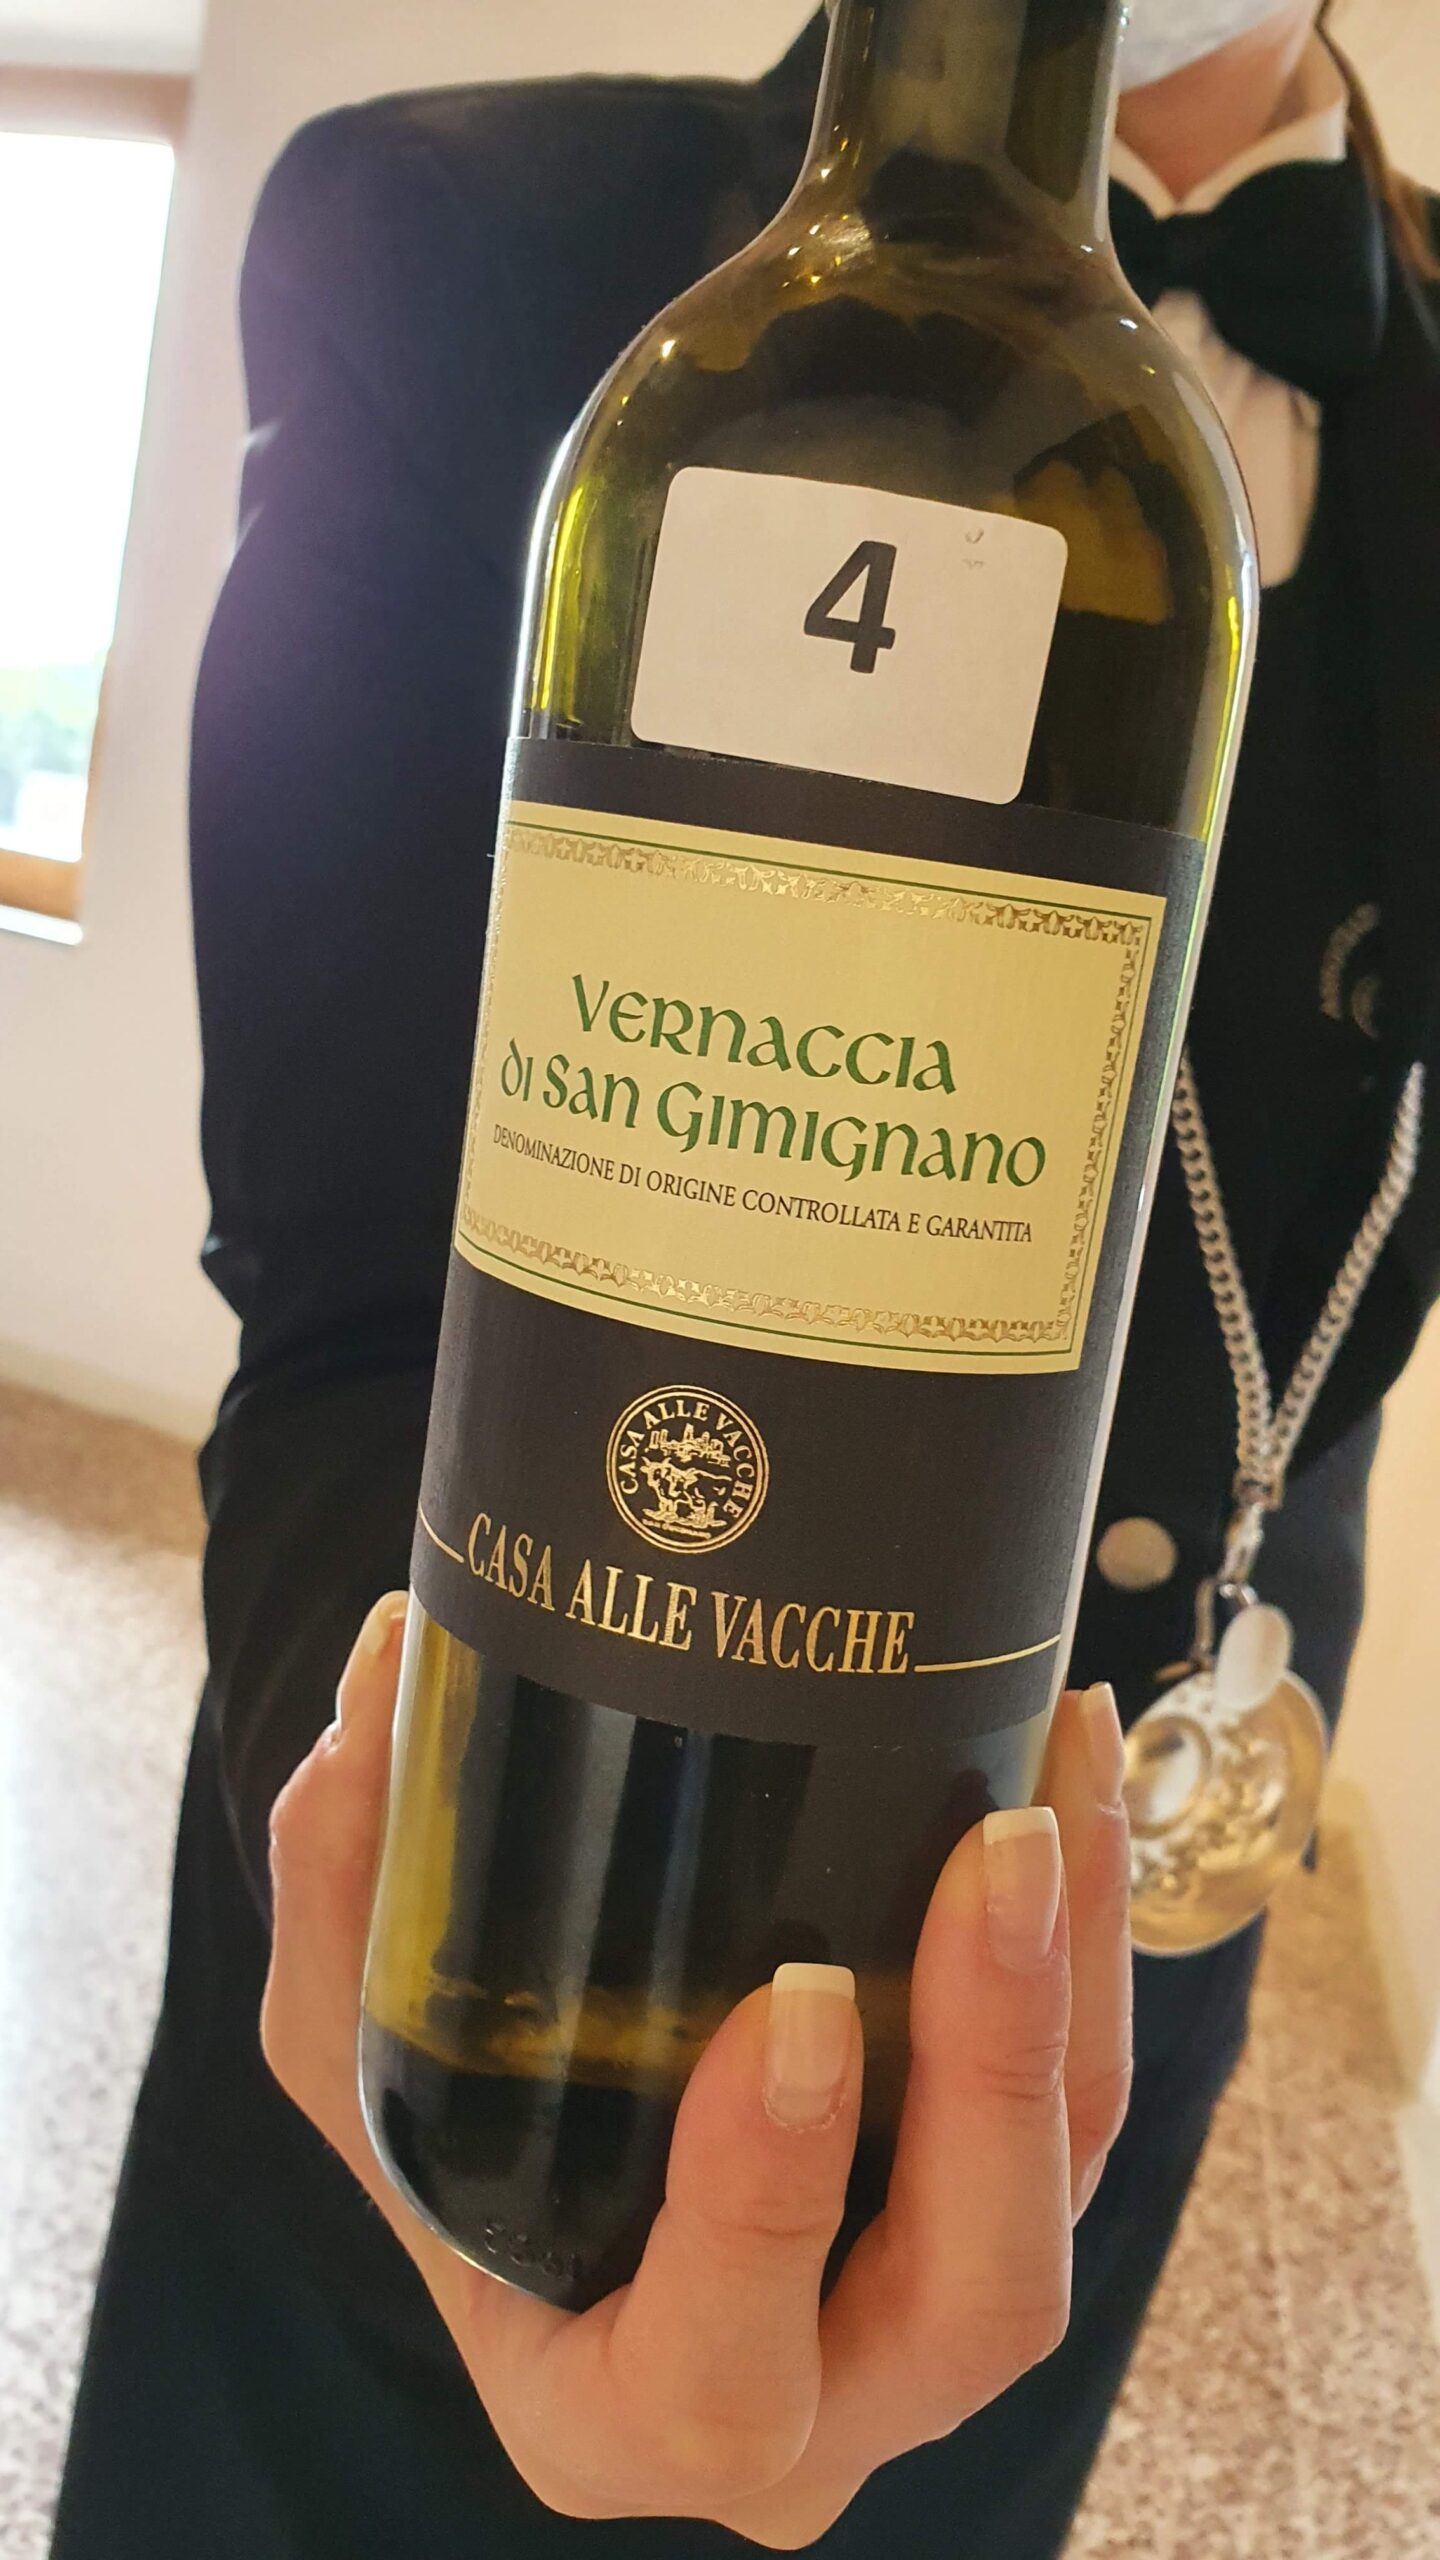 4
VERNACCIA
DI SAN GIMIGNANO
DENOMINAZIONE DI ORIGINE CONTROLLATA E GARANTITA
CASA ALLE VACCHE
CASA ALLE VACCHE